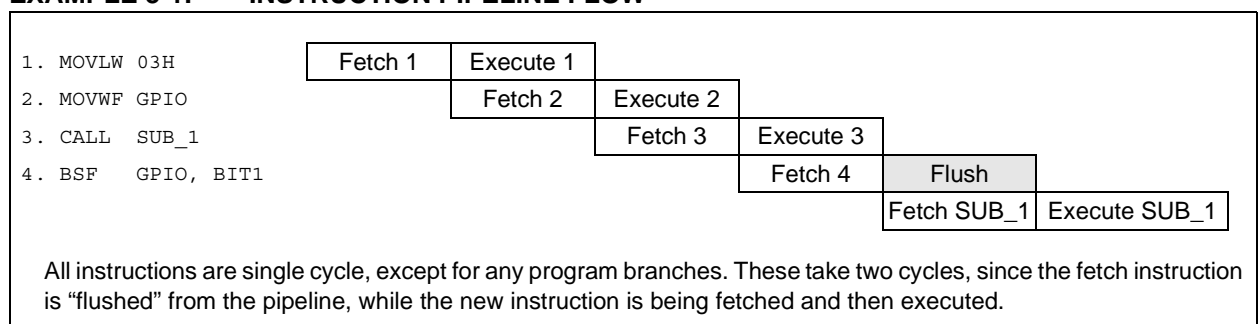 EXAMPLE 3-1: INSTRUCTION PIPELINE FLOW
1. MOVLW 03H Fetch 1 Execute 1
2. MOVWF GPIO Fetch 2 Execute 2
3. CALL SUB_1 Fetch 3 Execute 3
4. BSF GPIO, BIT1 Fetch 4 Flush
Fetch SUB_1 Execute SUB_1
All instructions are single cycle, except for any program branches. These take two cycles, since the fetch instruction
is “flushed” from the pipeline, while the new instruction is being fetched and then executed.